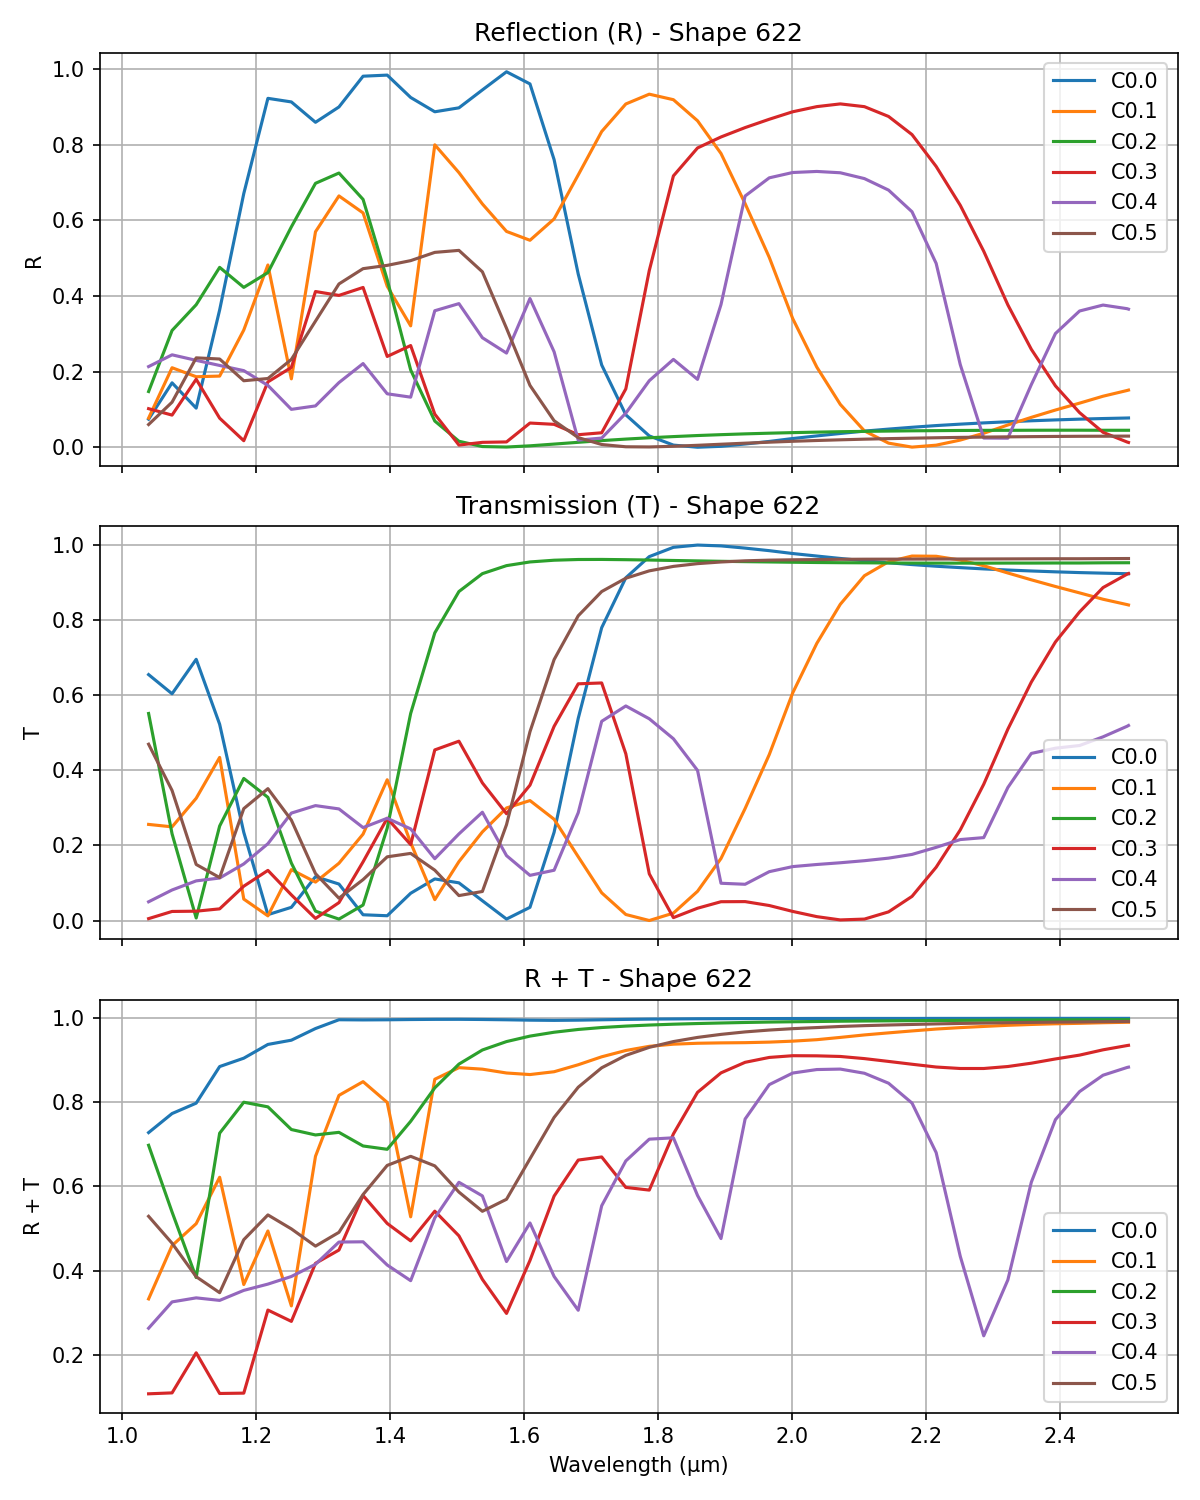 Reflection (R) - Shape 622
1.0
0.8
0.6
0.4
0.2
0.0
R
C0.0
C0.1
C0.2
C0.3
C0.4
C0.5
Transmission (T) - Shape 622
1.0
0.8
0.6
0.4
0.2
0.0
T
C0.0
C0.1
C0.2
C0.3
C0.4
C0.5
R + T - Shape 622
1.0
0.8
0.6
0.4
0.2
R + T
C0.0
C0.1
C0.2
C0.3
C0.4
C0.5
1.0 1.2 1.4 1.6 1.8 2.0 2.2 2.4
Wavelength (μm)